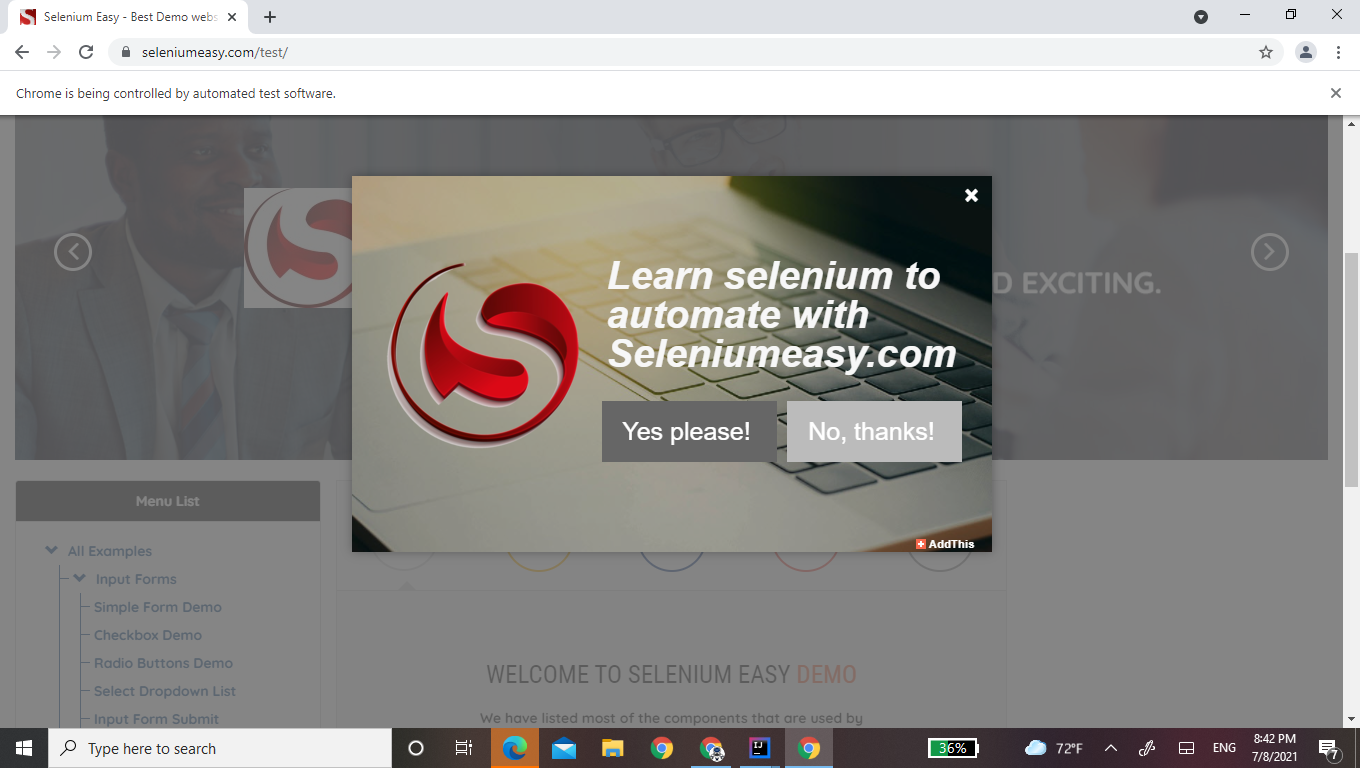 Selenium Easy - Best Demo webs
seleniumeasy.com/test/
Chrome is being controlled by automated test software.
D EXCITING.
Learn selenium to
automate with
Seleniumeasy.com
Yes please!
No, thanks!
AddThis
Menu List
All Examples
Input Forms
Simple Form Demo
Checkbox Demo
Radio Buttons Demo
Select Dropdown List
Input Form Submit
WELCOME TO SELENIUM EASY DEMO
We have listed most of the components that are used by
Type here to search
IJ
36%
72°F
ENG
8:42 PM
7/8/2021
7